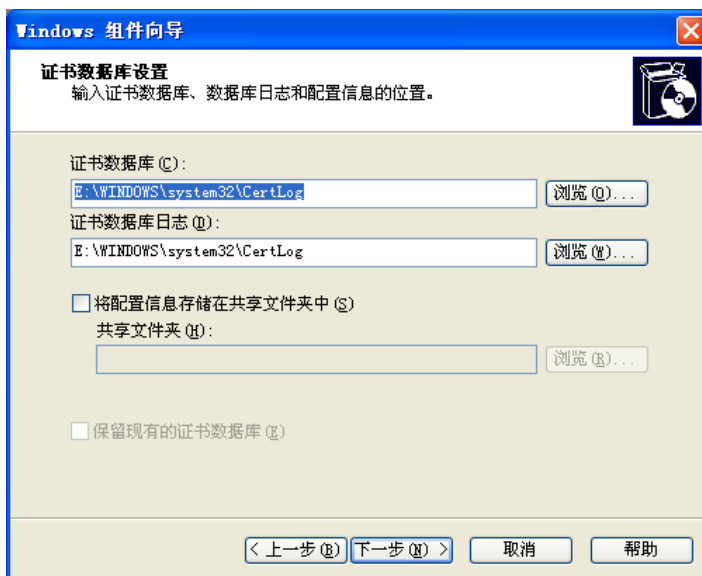 Windows 组件向导
证书数据库设置
输入证书数据库、数据库日志和配置信息的位置。
证书数据库(C):
E:\WINDOWS\system32\CertLog
浏览(O)...
证书数据库日志(D):
E:\WINDOWS\system32\CertLog
浏览(W)...
将配置信息存储在共享文件夹中(S)
共享文件夹(H):
浏览(R)...
保留现有的证书数据库(E)
< 上一步(B) 下一步(N) > 取消 帮助